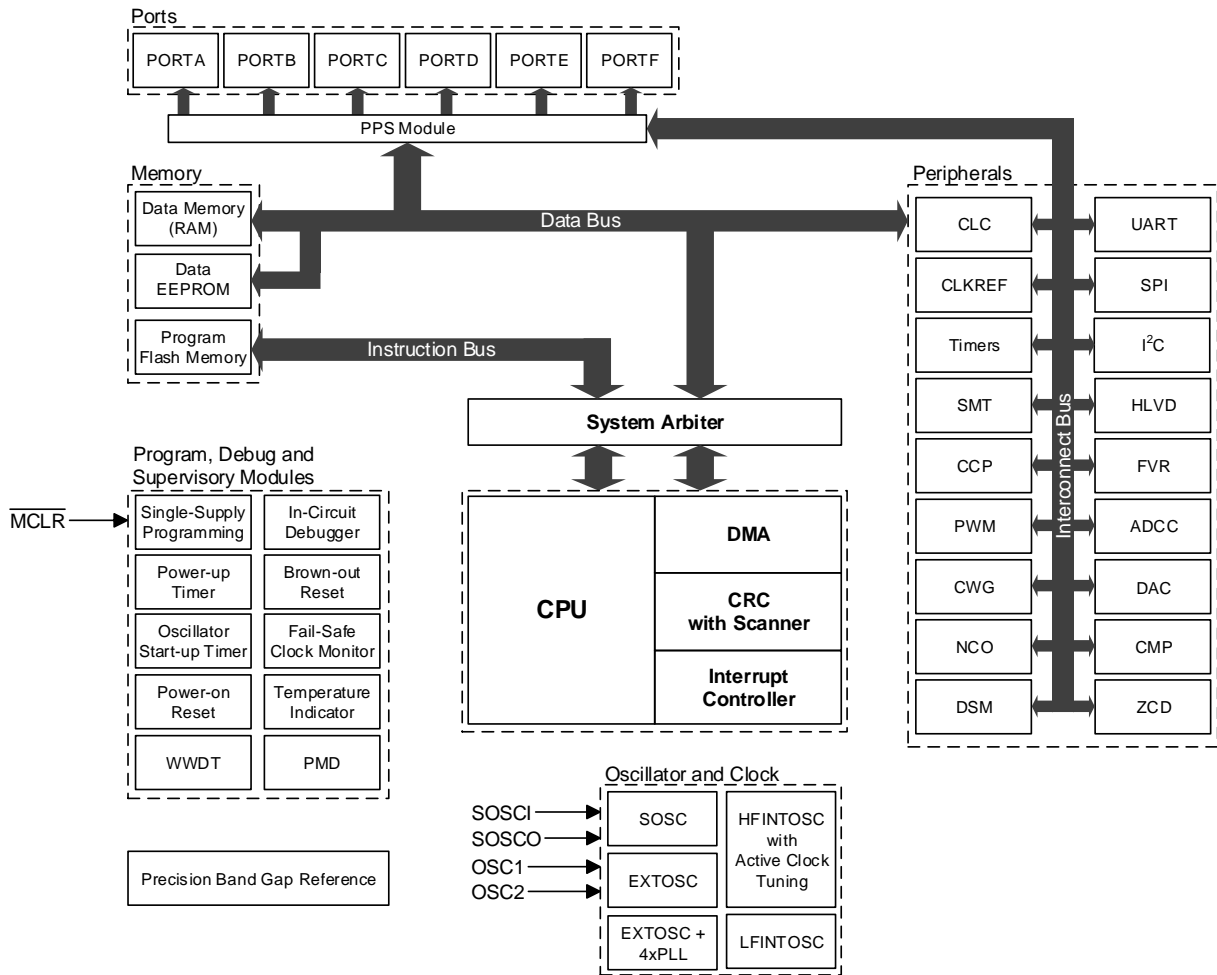 Ports
PORTA
PORTB
PORTC
PORTD
PORTE
PORTF
PPS Module
Memory
Data Memory
(RAM)
Data
EEPROM
Program
Flash Memory
Data Bus
Instruction Bus
System Arbiter
CPU
DMA
CRC
with Scanner
Interrupt
Controller
Peripherals
CLC
UART
CLKREF
SPI
Timers
I²C
SMT
HLVD
CCP
FVR
PWM
ADCC
CWG
DAC
NCO
CMP
DSM
ZCD
Interconnect Bus
Program, Debug and
Supervisory Modules
MCLR
Single-Supply
Programming
In-Circuit
Debugger
Power-up
Timer
Brown-out
Reset
Oscillator
Start-up Timer
Fail-Safe
Clock Monitor
Power-on
Reset
Temperature
Indicator
WWDT
PMD
Precision Band Gap Reference
Oscillator and Clock
SOSCI
SOSCO
OSC1
OSC2
SOSC
HFINTOSC
with
Active Clock
Tuning
EXTOSC
EXTOSC +
4xPLL
LFINTOSC